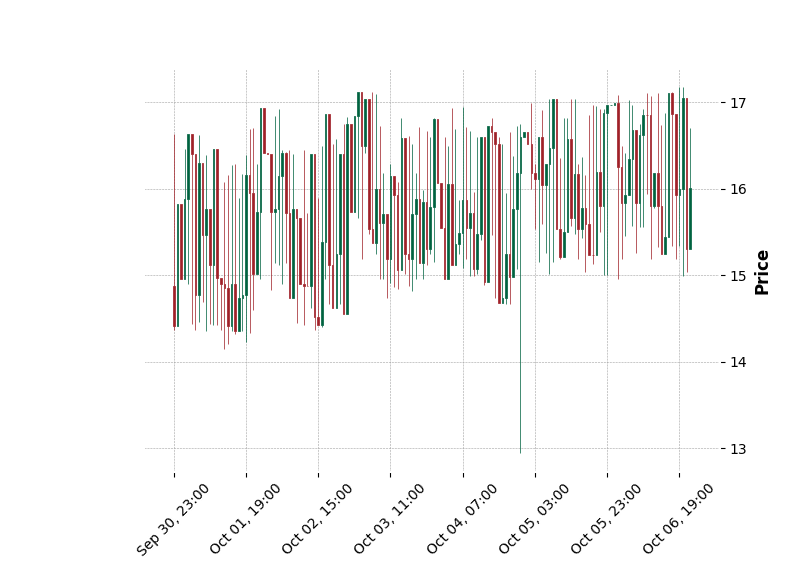 17
16
15
14
13
Price
Sep 30, 23:00
Oct 01, 19:00
Oct 02, 15:00
Oct 03, 11:00
Oct 04, 07:00
Oct 05, 03:00
Oct 05, 23:00
Oct 06, 19:00